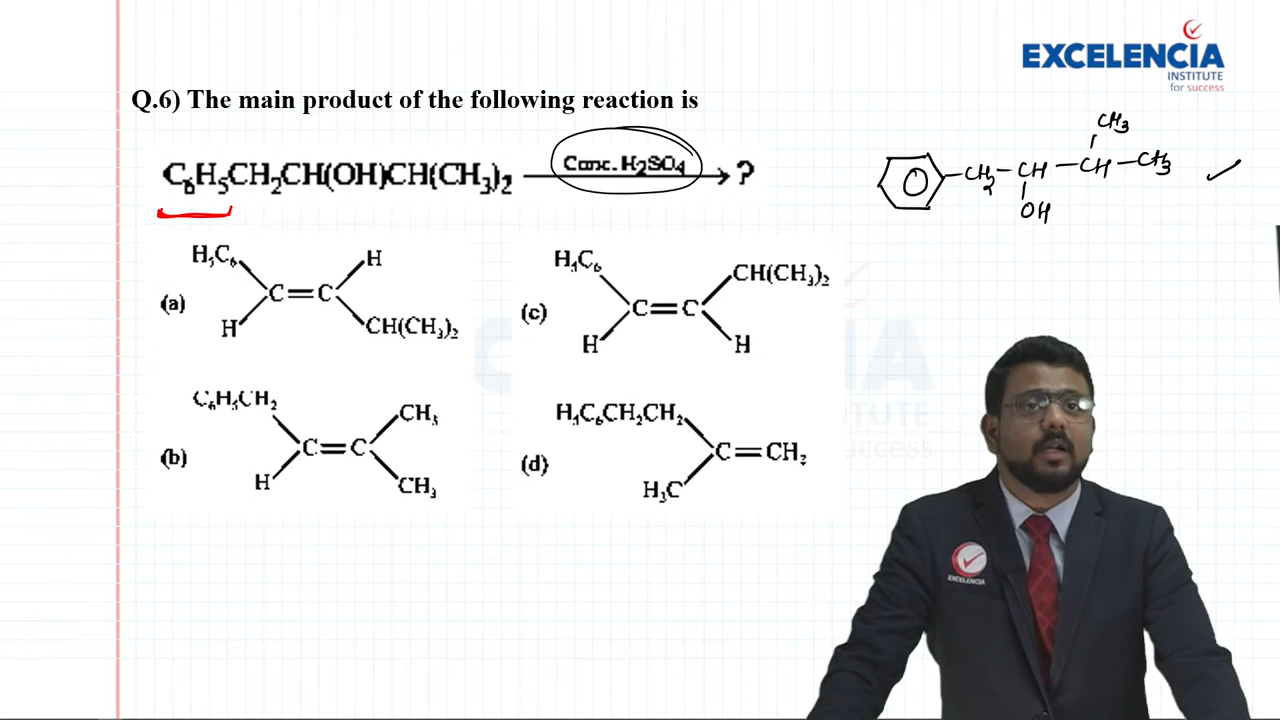 EXCELENCIA
INSTITUTE
for success
Q.6) The main product of the following reaction is
C₆H₅CH₂CH(OH)CH(CH₃)₂ Conc. H₂SO₄ → ?
CH₃
CH₂–CH–CH–CH₃
OH
(a) H₅C₆ H C=C H CH(CH₃)₂
(c) H₅C₆ CH(CH₃)₂ C=C H H
(b) C₆H₅CH₂ CH₃ C=C H CH₃
(d) H₅C₆CH₂CH₂ C=CH₂ H₃C
TUTE
uccess
EXCELENCIA